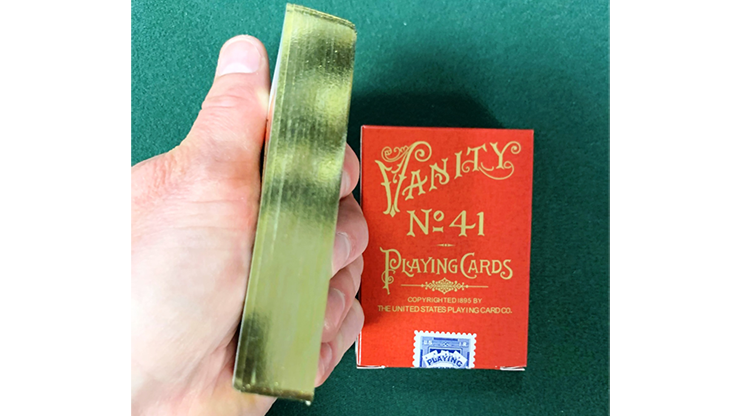 VANITY
Nº 41
PLAYING CARDS
COPYRIGHTED 1895 BY
THE UNITED STATES PLAYING CARD CO.
PLAYING